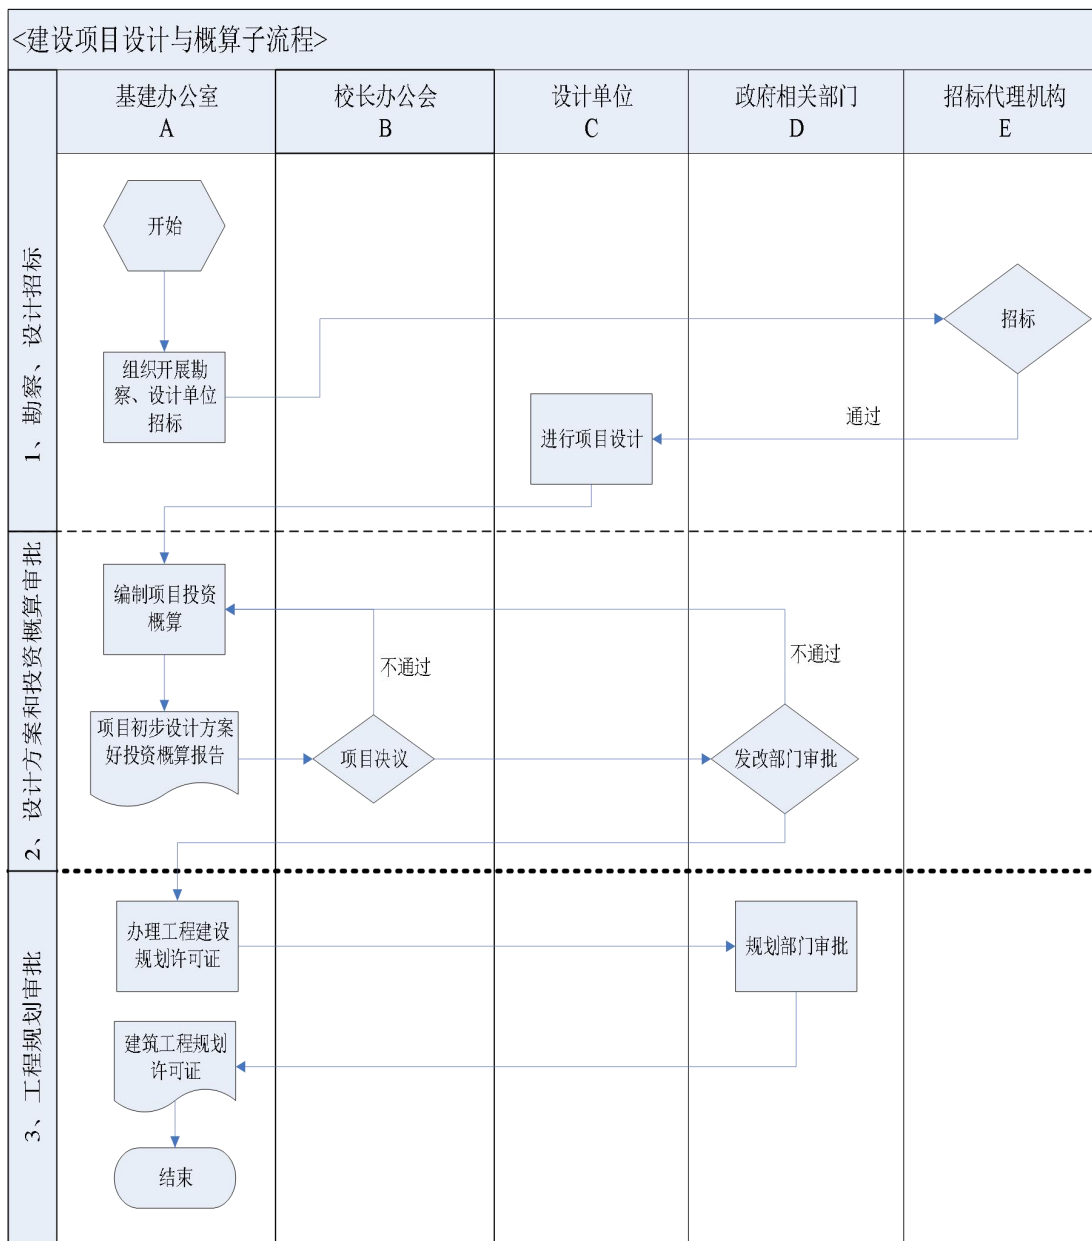 <建设项目设计与概算子流程>
基建办公室
A
校长办公会
B
设计单位
C
政府相关部门
D
招标代理机构
E
1、勘察、设计招标
开始
招标
组织开展勘
察、设计单位
招标
通过
进行项目设计
2、设计方案和投资概算审批
编制项目投资
概算
不通过
不通过
项目初步设计方案
好投资概算报告
项目决议
发改部门审批
3、工程规划审批
办理工程建设
规划许可证
规划部门审批
建筑工程规划
许可证
结束